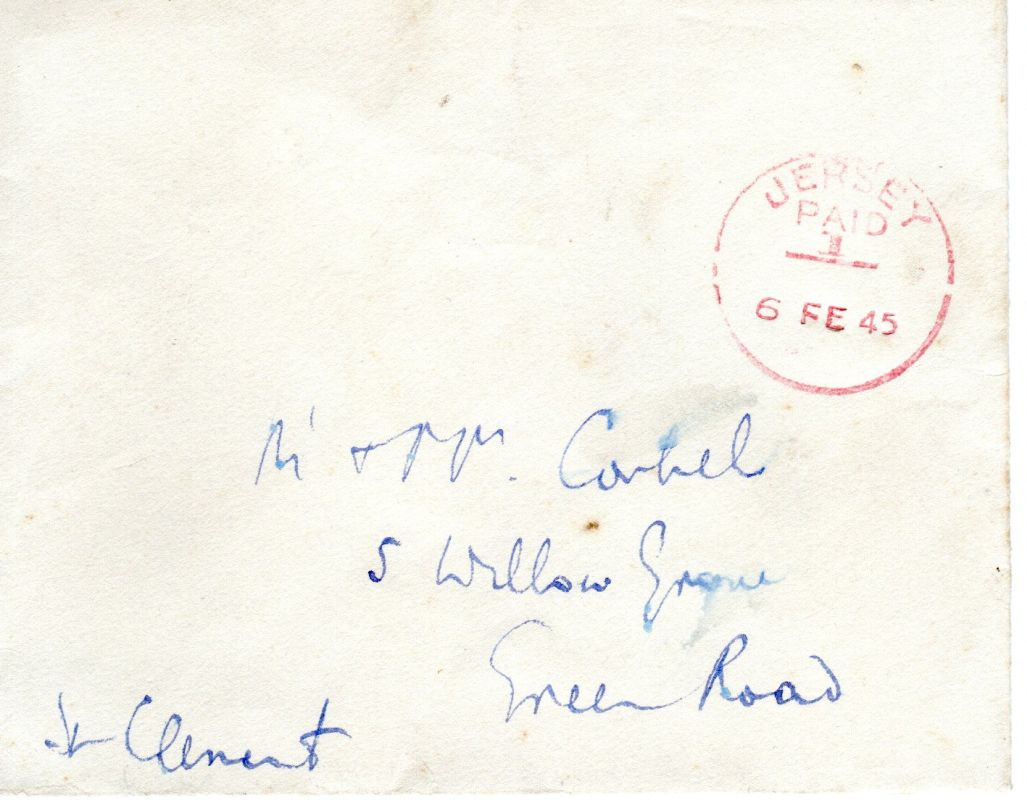 JERSEY
PAID
1
6 FE 45
Mr & Mrs. Corbel
5 Willow Grove
Green Road
St Clement